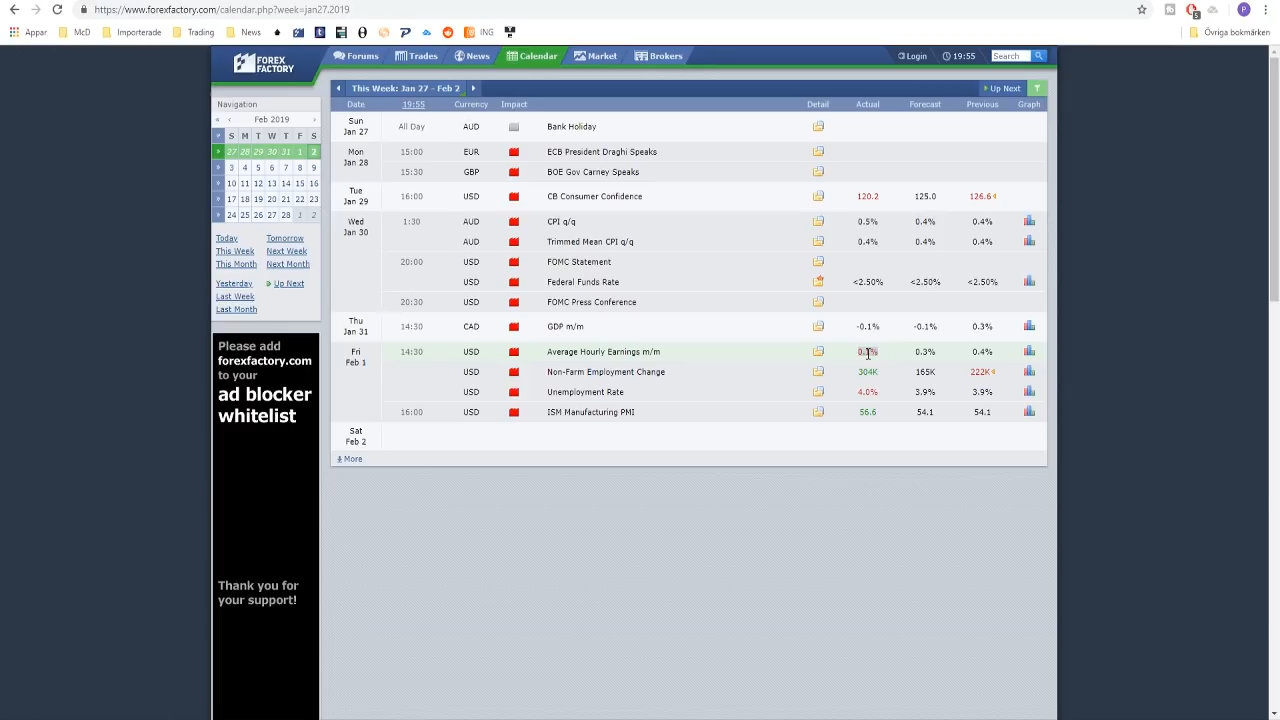 https://www.forexfactory.com/calendar.php?week=jan27.2019
5
P
Appar McD Importerade Trading News ING Övriga bokmärken
FOREX FACTORY Forums Trades News Calendar Market Brokers Login 19:55 Search
Navigation
« ‹ Feb 2019 ›
» S M T W T F S
» 27 28 29 30 31 1 2
» 3 4 5 6 7 8 9
» 10 11 12 13 14 15 16
» 17 18 19 20 21 22 23
» 24 25 26 27 28 1 2
Today Tomorrow
This Week Next Week
This Month Next Month
Yesterday Up Next
Last Week
Last Month
Please add
forexfactory.com
to your
ad blocker
whitelist
Thank you for
your support!
This Week: Jan 27 - Feb 2 Up Next
Date 19:55 Currency Impact Detail Actual Forecast Previous Graph
Sun Jan 27 All Day AUD Bank Holiday
Mon Jan 28 15:00 EUR ECB President Draghi Speaks
15:30 GBP BOE Gov Carney Speaks
Tue Jan 29 16:00 USD CB Consumer Confidence 120.2 125.0 126.6
Wed Jan 30 1:30 AUD CPI q/q 0.5% 0.4% 0.4%
AUD Trimmed Mean CPI q/q 0.4% 0.4% 0.4%
20:00 USD FOMC Statement
USD Federal Funds Rate <2.50% <2.50% <2.50%
20:30 USD FOMC Press Conference
Thu Jan 31 14:30 CAD GDP m/m -0.1% -0.1% 0.3%
Fri Feb 1 14:30 USD Average Hourly Earnings m/m 0.3% 0.4%
USD Non-Farm Employment Change 304K 165K 222K
USD Unemployment Rate 4.0% 3.9% 3.9%
16:00 USD ISM Manufacturing PMI 56.6 54.1 54.1
Sat Feb 2
More